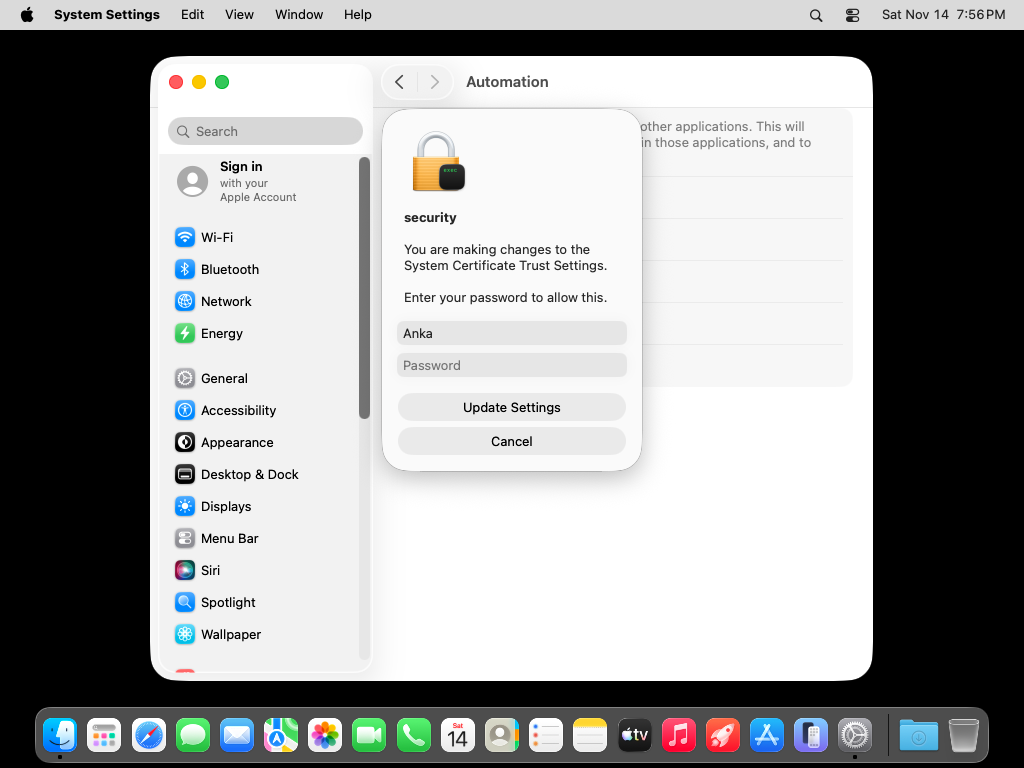 System Settings Edit View Window Help Sat Nov 14 7:56 PM
Automation
Search
Sign in
with your
Apple Account
Wi-Fi
Bluetooth
Network
Energy
General
Accessibility
Appearance
Desktop & Dock
Displays
Menu Bar
Siri
Spotlight
Wallpaper
other applications. This will
in those applications, and to
exec
security
You are making changes to the
System Certificate Trust Settings.
Enter your password to allow this.
Anka
Password
Update Settings
Cancel
Sat
14
tv